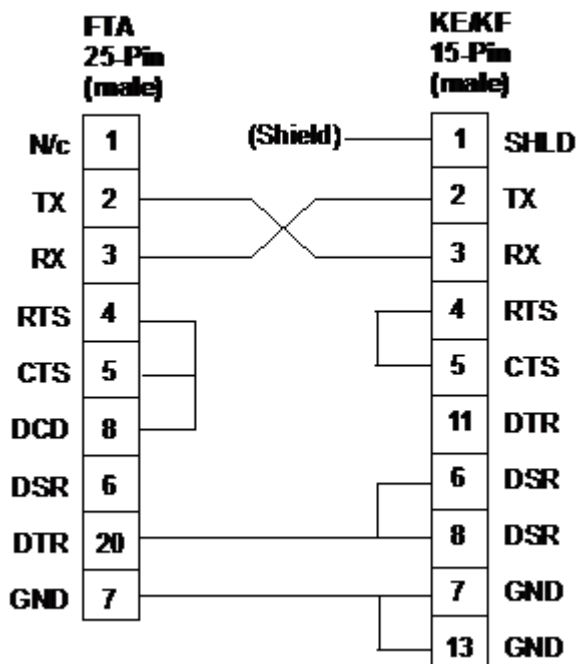 FTA
25-Pin
(male)
KE/KF
15-Pin
(male)
N/c 1 (Shield) 1 SHLD
TX 2 2 TX
RX 3 3 RX
RTS 4 4 RTS
CTS 5 5 CTS
DCD 8 11 DTR
DSR 6 6 DSR
DTR 20 8 DSR
GND 7 7 GND
13 GND